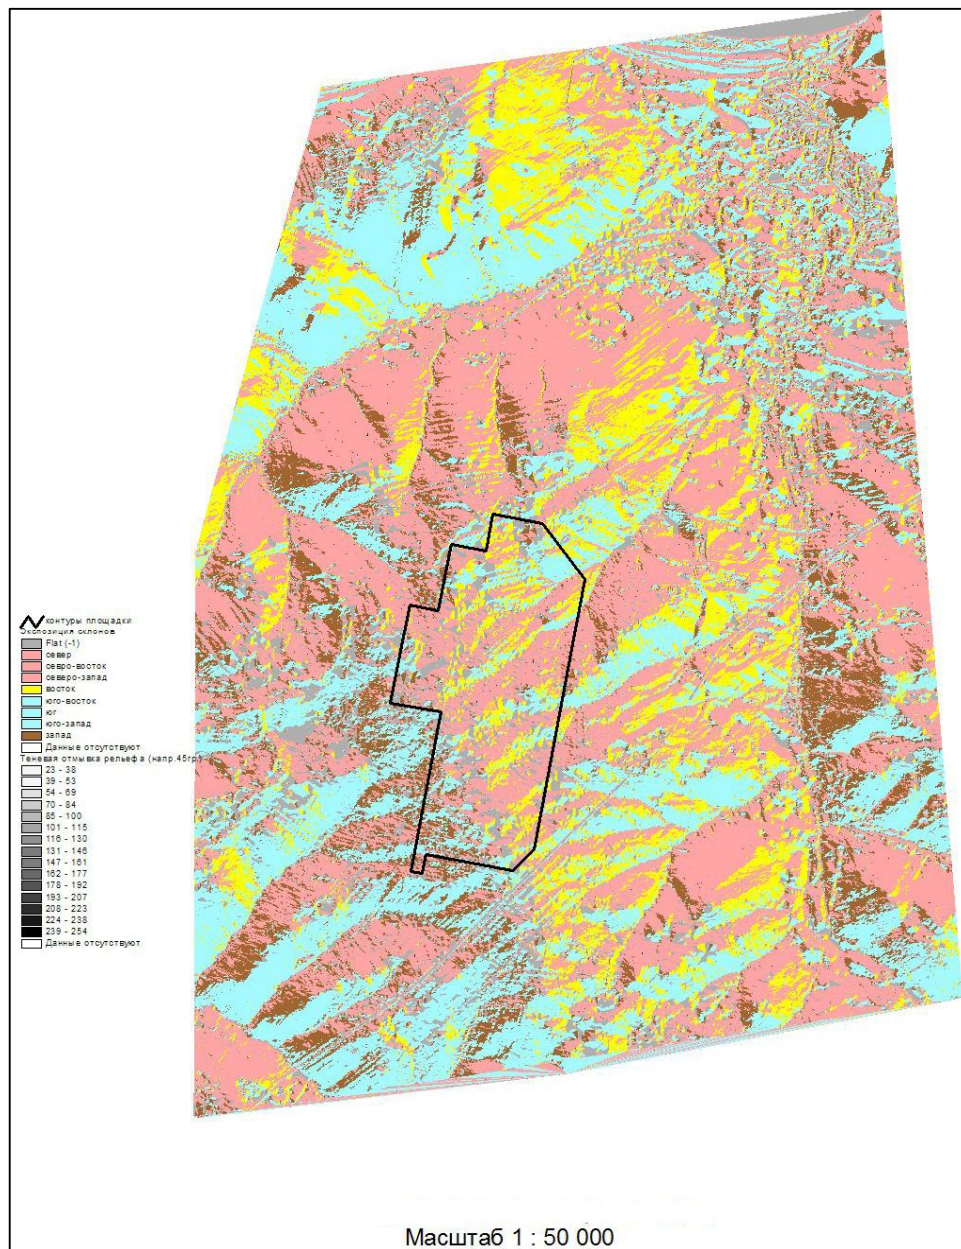 контуры площадки
Экспозиция склонов
Flat (-1)
север
севро-восток
северо-запад
восток
юго-восток
юг
юго-запад
запад
Данные отсутствуют
Теневая отмывка рельефа (напр.45гр.)
23 - 38
39 - 53
54 - 69
70 - 84
85 - 100
101 - 115
116 - 130
131 - 146
147 - 161
162 - 177
178 - 192
193 - 207
208 - 223
224 - 238
239 - 254
Данные отсутствуют
Масштаб 1 : 50 000